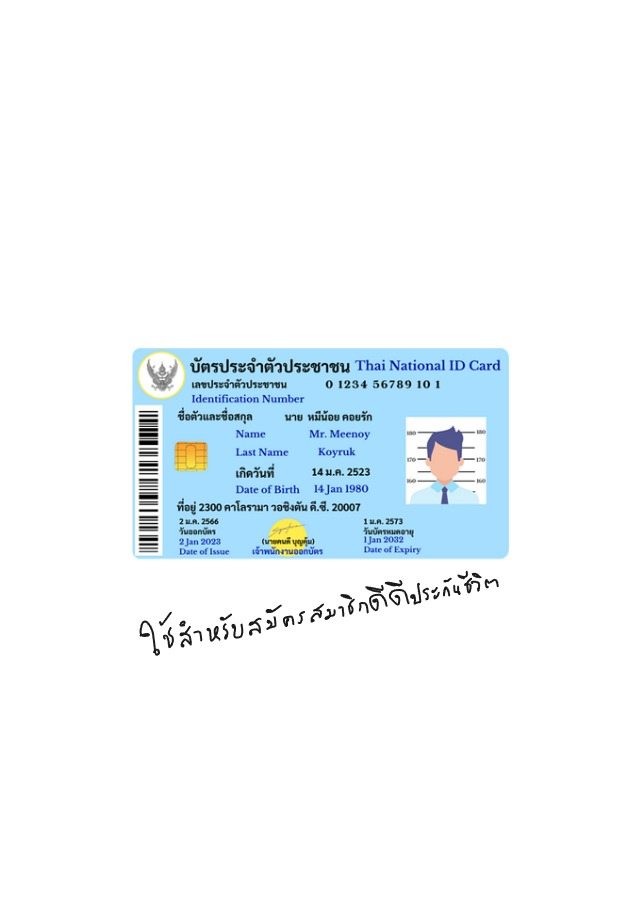 บัตรประจำตัวประชาชน Thai National ID Card
เลขประจำตัวประชาชน 0 1234 56789 10 1
Identification Number
ชื่อตัวและชื่อสกุล นาย หมีน้อย คอยรัก
Name Mr. Meenoy
Last Name Koyruk
เกิดวันที่ 14 ม.ค. 2523
Date of Birth 14 Jan 1980
ที่อยู่ 2300 คาโลรามา วอชิงตัน ดี.ซี. 20007
2 ม.ค. 2566
วันออกบัตร
2 Jan 2023
Date of Issue
(นายคนดี บุญคุ้ม)
เจ้าพนักงานออกบัตร
1 ม.ค. 2573
วันบัตรหมดอายุ
1 Jan 2032
Date of Expiry
180 180
170 170
160 160
ใช้สำหรับสมัครสมาชิกดีดีประกันชีวิต